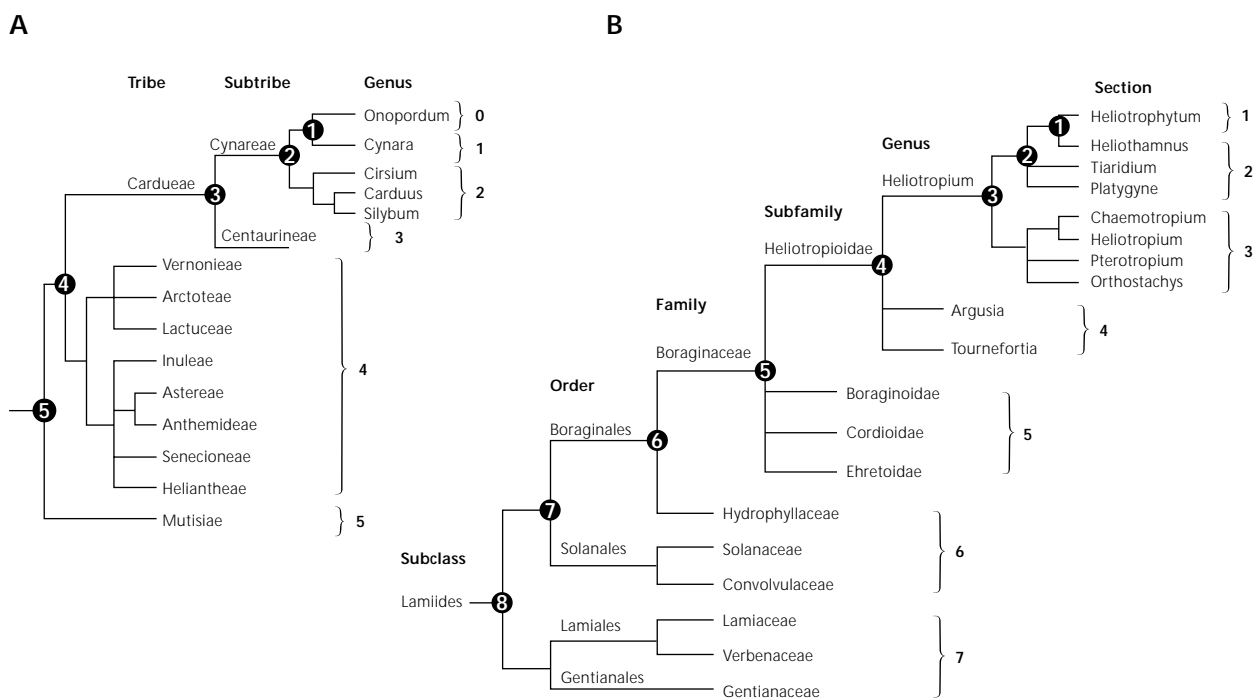 A
B
Tribe Subtribe Genus
Onopordum 0
1
Cynareae
Cynara 1
2
Cirsium
Cardueae
Carduus 2
3
Silybum
Centaurineae 3
Vernonieae
4
Arctoteae
Lactuceae
Inuleae
4
Astereae
5
Anthemideae
Senecioneae
Heliantheae
Mutisiae 5
Section
Heliotrophytum 1
1
Genus
Heliothamnus
2
Tiaridium 2
Heliotropium
Platygyne
3
Subfamily
Chaemotropium
Heliotropium
3
Heliotropioidae
Pterotropium
4
Orthostachys
Family
Argusia
4
Tournefortia
Boraginaceae
5
Order
Boraginoidae
Boraginales
Cordioidae 5
6
Ehretoidae
7
Hydrophyllaceae
Solanales
Solanaceae 6
Subclass
Convolvulaceae
Lamiides
8
Lamiales
Lamiaceae
Verbenaceae 7
Gentianales
Gentianaceae